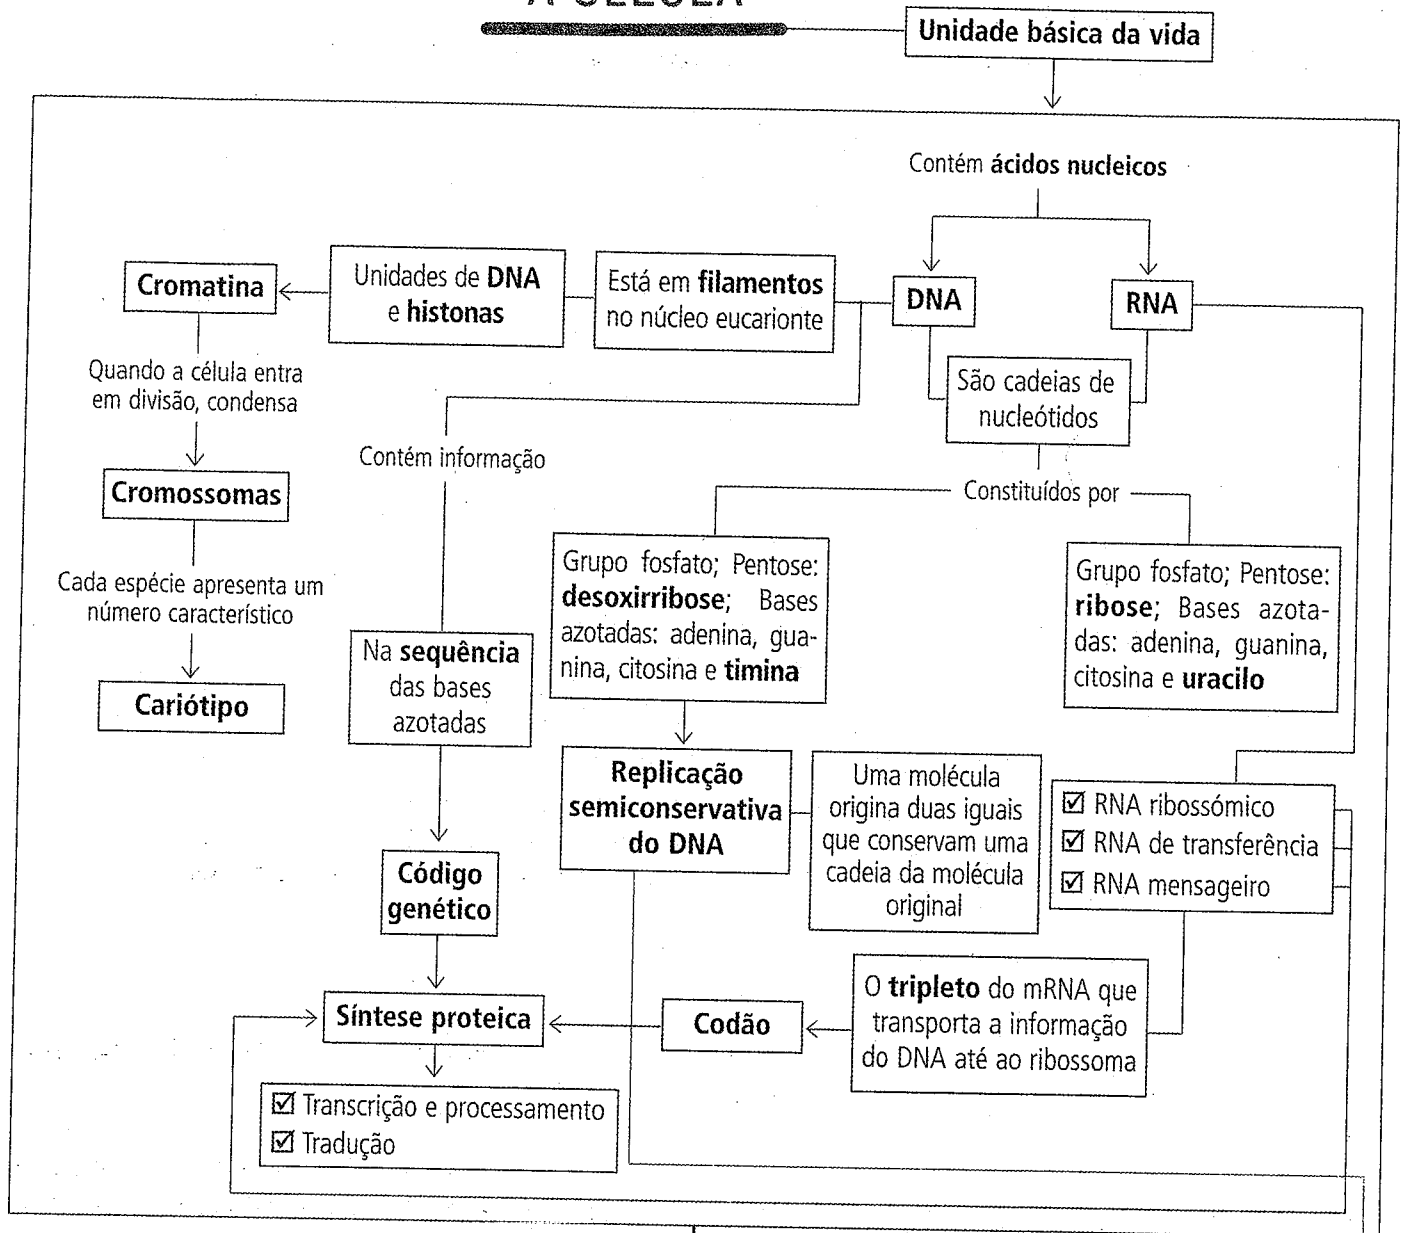 A CÉLULA
Unidade básica da vida
Contém ácidos nucleicos
DNA
RNA
São cadeias de
nucleótidos
Está em filamentos
no núcleo eucarionte
Unidades de DNA
e histonas
Cromatina
Quando a célula entra
em divisão, condensa
Cromossomas
Cada espécie apresenta um
número característico
Cariótipo
Contém informação
Na sequência
das bases
azotadas
Código
genético
Constituídos por
Grupo fosfato; Pentose:
desoxirribose; Bases
azotadas: adenina, gua-
nina, citosina e timina
Grupo fosfato; Pentose:
ribose; Bases azota-
das: adenina, guanina,
citosina e uracilo
Replicação
semiconservativa
do DNA
Uma molécula
origina duas iguais
que conservam uma
cadeia da molécula
original
☑ RNA ribossómico
☑ RNA de transferência
☑ RNA mensageiro
O tripleto do mRNA que
transporta a informação
do DNA até ao ribossoma
Codão
Síntese proteica
☑ Transcrição e processamento
☑ Tradução